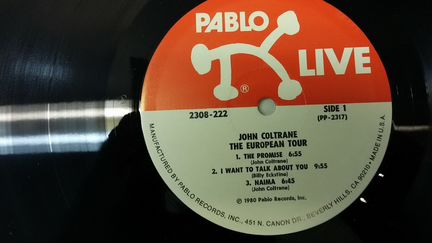 PABLO
LIVE
®
2308-222
SIDE 1
(PP-2317)
JOHN COLTRANE
THE EUROPEAN TOUR
1. THE PROMISE 6:55
(John Coltrane)
2. I WANT TO TALK ABOUT YOU 9:55
(Billy Eckstine)
3. NAIMA 6:45
(John Coltrane)
℗ 1980 Pablo Records, Inc.
MANUFACTURED BY PABLO RECORDS, INC., 451 N. CANON DR., BEVERLY HILLS, CA 90210 • MADE IN U.S.A.